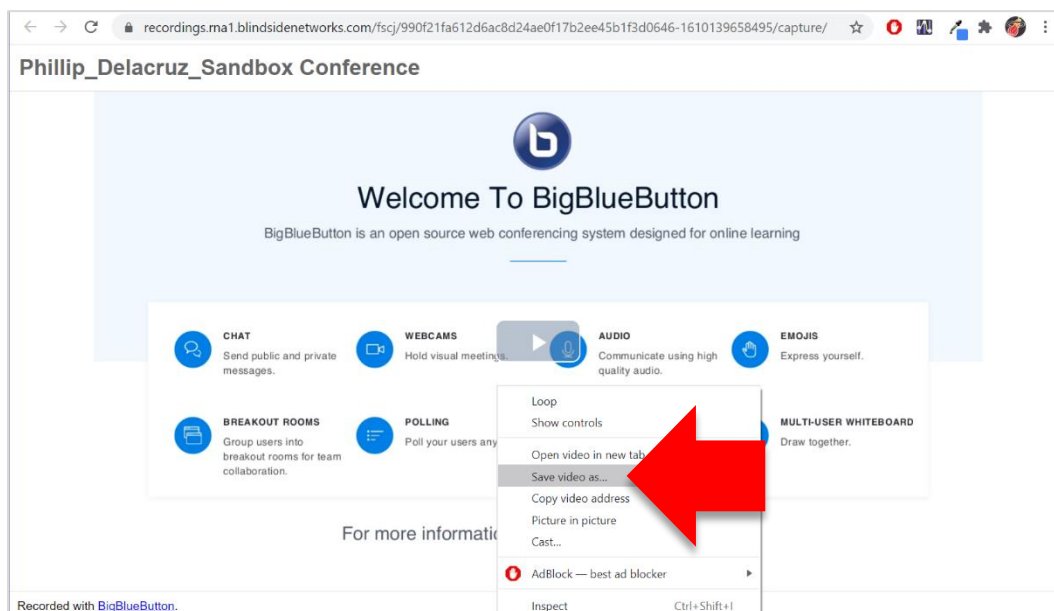 recordings.rna1.blindsidenetworks.com/fscj/990f21fa612d6ac8d24ae0f17b2ee45b1f3d0646-1610139658495/capture/
Phillip_Delacruz_Sandbox Conference
Welcome To BigBlueButton
BigBlueButton is an open source web conferencing system designed for online learning
CHAT
Send public and private
messages.
WEBCAMS
Hold visual meetings.
AUDIO
Communicate using high
quality audio.
EMOJIS
Express yourself.
BREAKOUT ROOMS
Group users into
breakout rooms for team
collaboration.
POLLING
Poll your users any
MULTI-USER WHITEBOARD
Draw together.
Loop
Show controls
Open video in new tab
Save video as...
Copy video address
Picture in picture
Cast...
AdBlock — best ad blocker
Inspect Ctrl+Shift+I
For more informatio
Recorded with BigBlueButton.